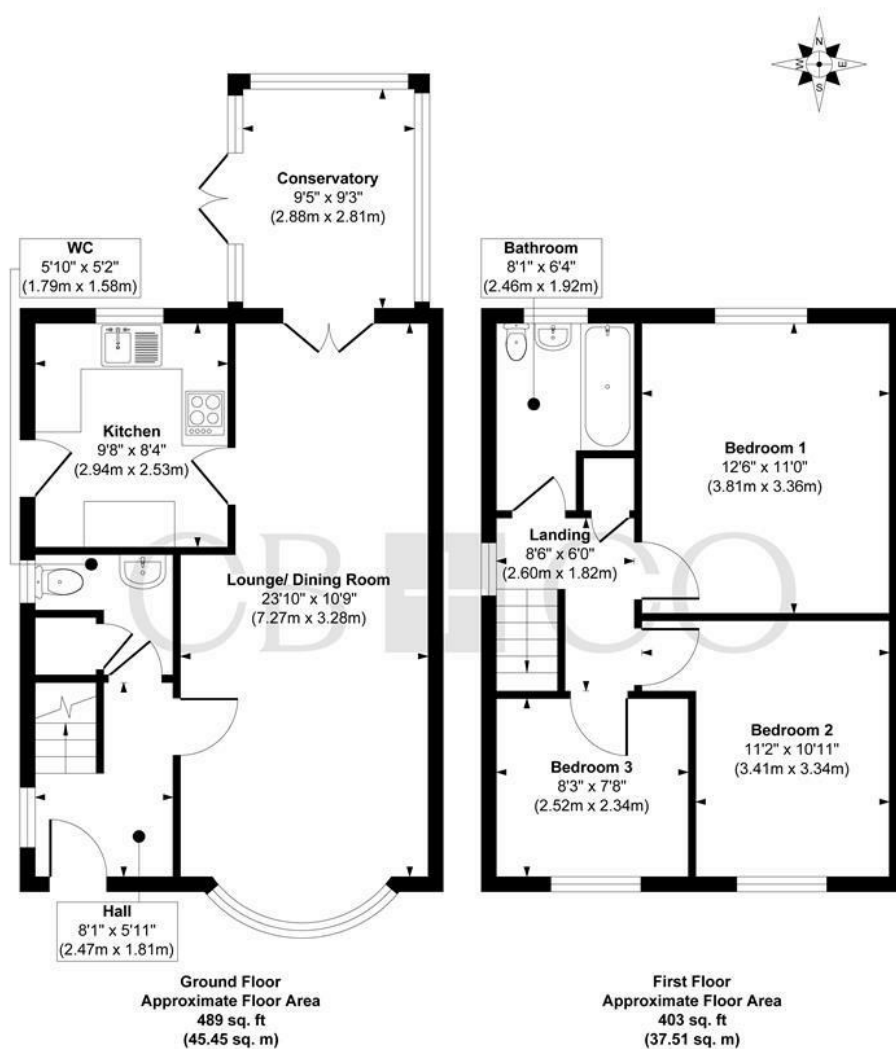 N
W
E
S
Conservatory
9'5" x 9'3"
(2.88m x 2.81m)
WC
5'10" x 5'2"
(1.79m x 1.58m)
Kitchen
9'8" x 8'4"
(2.94m x 2.53m)
Lounge/ Dining Room
23'10" x 10'9"
(7.27m x 3.28m)
Hall
8'1" x 5'11"
(2.47m x 1.81m)
Ground Floor
Approximate Floor Area
489 sq. ft
(45.45 sq. m)
Bathroom
8'1" x 6'4"
(2.46m x 1.92m)
Bedroom 1
12'6" x 11'0"
(3.81m x 3.36m)
Landing
8'6" x 6'0"
(2.60m x 1.82m)
Bedroom 2
11'2" x 10'11"
(3.41m x 3.34m)
Bedroom 3
8'3" x 7'8"
(2.52m x 2.34m)
First Floor
Approximate Floor Area
403 sq. ft
(37.51 sq. m)
CB CO